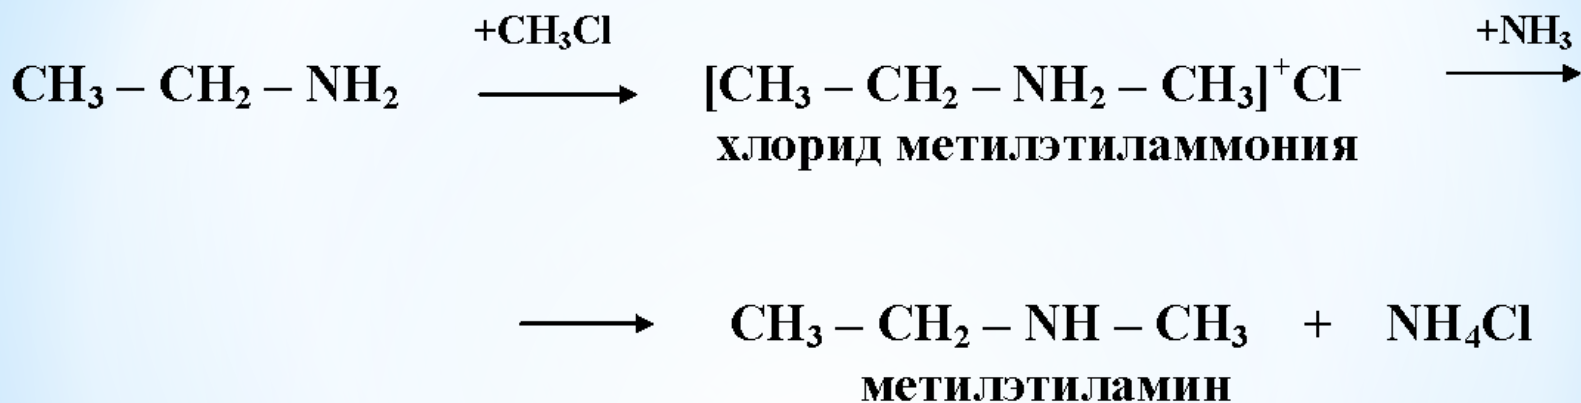 +CH₃Cl +NH₃
CH₃ – CH₂ – NH₂ ⟶ [CH₃ – CH₂ – NH₂ – CH₃]⁺Cl⁻ ⟶
хлорид метилэтиламмония
⟶ CH₃ – CH₂ – NH – CH₃ + NH₄Cl
метилэтиламин